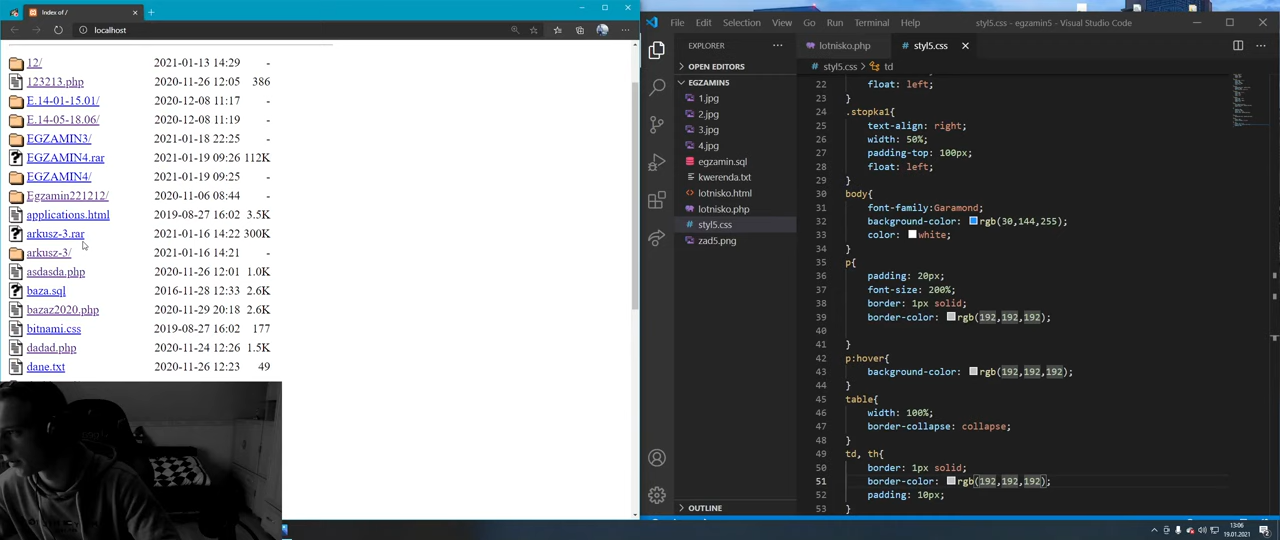 Index of /
localhost
12/ 2021-01-13 14:29 -
123213.php 2020-11-26 12:05 386
E.14-01-15.01/ 2020-12-08 11:17 -
E.14-05-18.06/ 2020-12-08 11:19 -
EGZAMIN3/ 2021-01-18 22:25 -
EGZAMIN4.rar 2021-01-19 09:26 112K
EGZAMIN4/ 2021-01-19 09:25 -
Egzamin221212/ 2020-11-06 08:44 -
applications.html 2019-08-27 16:02 3.5K
arkusz-3.rar 2021-01-16 14:22 300K
arkusz-3/ 2021-01-16 14:21 -
asdasda.php 2020-11-26 12:01 1.0K
baza.sql 2016-11-28 12:33 2.6K
bazaz2020.php 2020-11-29 20:18 2.6K
bitnami.css 2019-08-27 16:02 177
dadad.php 2020-11-24 12:26 1.5K
dane.txt 2020-11-26 12:23 49
File Edit Selection View Go Run Terminal Help styl5.css - egzamin5 - Visual Studio Code
EXPLORER
OPEN EDITORS
EGZAMIN5
1.jpg
2.jpg
3.jpg
4.jpg
egzamin.sql
kwerenda.txt
lotnisko.html
lotnisko.php
styl5.css
zad5.png
OUTLINE
lotnisko.php styl5.css
styl5.css > td
22 float: left;
23 }
24 .stopka1{
25 text-align: right;
26 width: 50%;
27 padding-top: 100px;
28 float: left;
29 }
30 body{
31 font-family:Garamond;
32 background-color: rgb(30,144,255);
33 color: white;
34 }
35 p{
36 padding: 20px;
37 font-size: 200%;
38 border: 1px solid;
39 border-color: rgb(192,192,192);
40
41 }
42 p:hover{
43 background-color: rgb(192,192,192);
44 }
45 table{
46 width: 100%;
47 border-collapse: collapse;
48 }
49 td, th{
50 border: 1px solid;
51 border-color: rgb(192,192,192);
52 padding: 10px;
53 }
13:06
19.01.2021